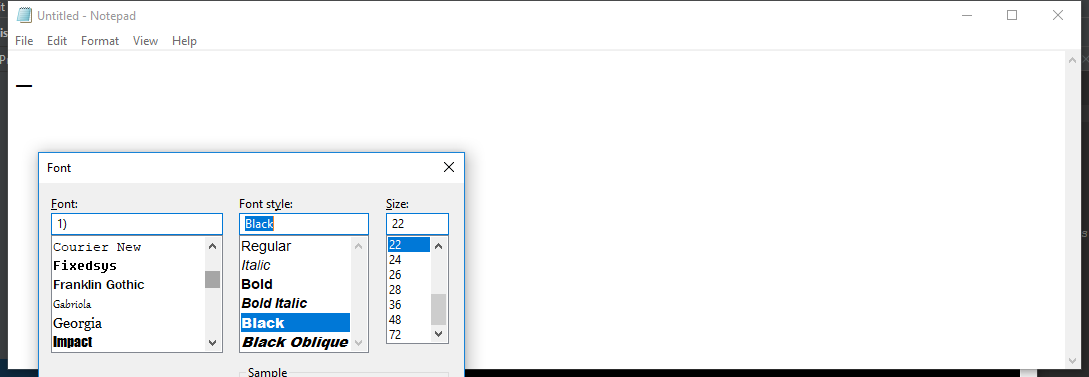 Untitled - Notepad
File Edit Format View Help
_
Font
Font: Font style: Size:
1) Black 22
Courier New Regular 22
Fixedsys Italic 24
Franklin Gothic Bold 26
Gabriola Bold Italic 28
Georgia Black 36
Impact Black Oblique 48
72
Sample